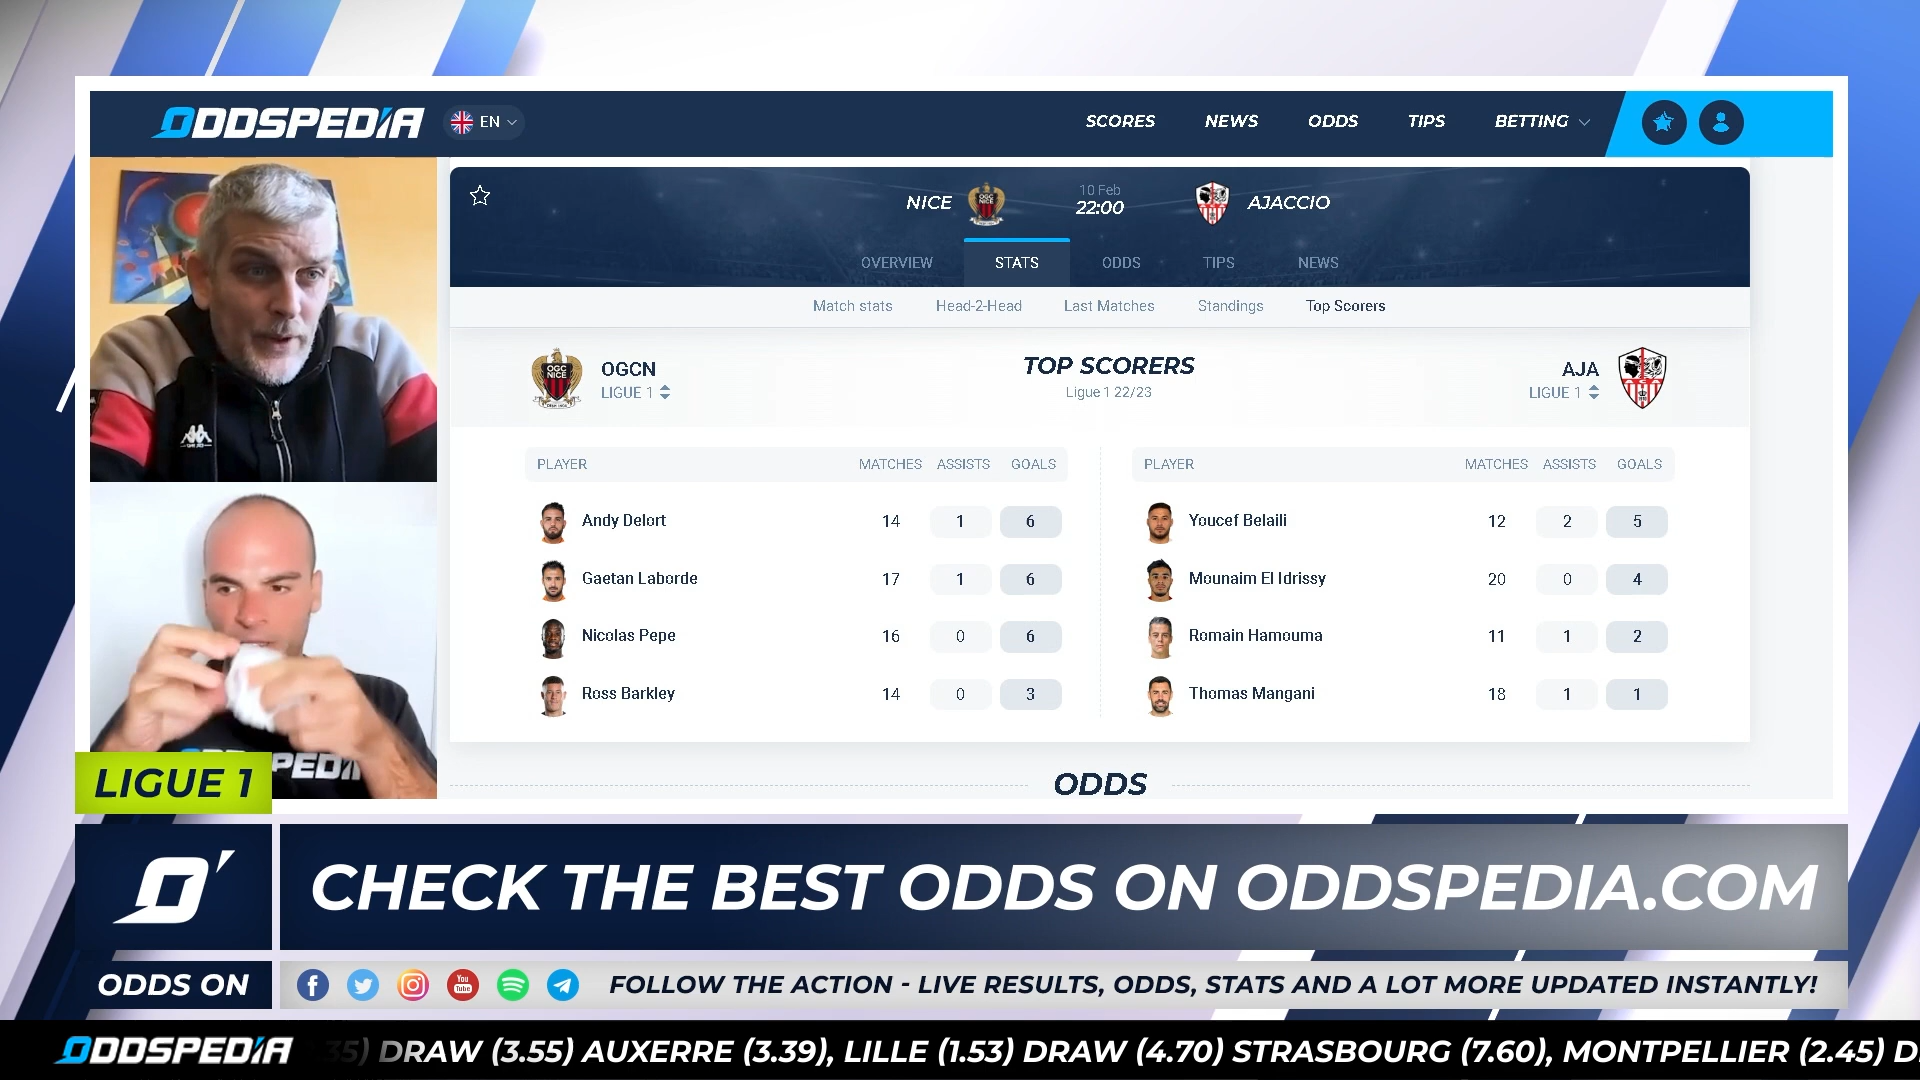 ODDSPEDIA
EN
SCORES NEWS ODDS TIPS BETTING
NICE
10 Feb
22:00
AJACCIO
OVERVIEW STATS ODDS TIPS NEWS
Match stats Head-2-Head Last Matches Standings Top Scorers
OGCN
LIGUE 1
TOP SCORERS
Ligue 1 22/23
AJA
LIGUE 1
PLAYER MATCHES ASSISTS GOALS
Andy Delort 14 1 6
Gaetan Laborde 17 1 6
Nicolas Pepe 16 0 6
Ross Barkley 14 0 3
PLAYER MATCHES ASSISTS GOALS
Youcef Belaili 12 2 5
Mounaim El Idrissy 20 0 4
Romain Hamouma 11 1 2
Thomas Mangani 18 1 1
ODDS
LIGUE 1
CHECK THE BEST ODDS ON ODDSPEDIA.COM
ODDS ON
FOLLOW THE ACTION - LIVE RESULTS, ODDS, STATS AND A LOT MORE UPDATED INSTANTLY!
ODDSPEDIA
35) DRAW (3.55) AUXERRE (3.39), LILLE (1.53) DRAW (4.70) STRASBOURG (7.60), MONTPELLIER (2.45)